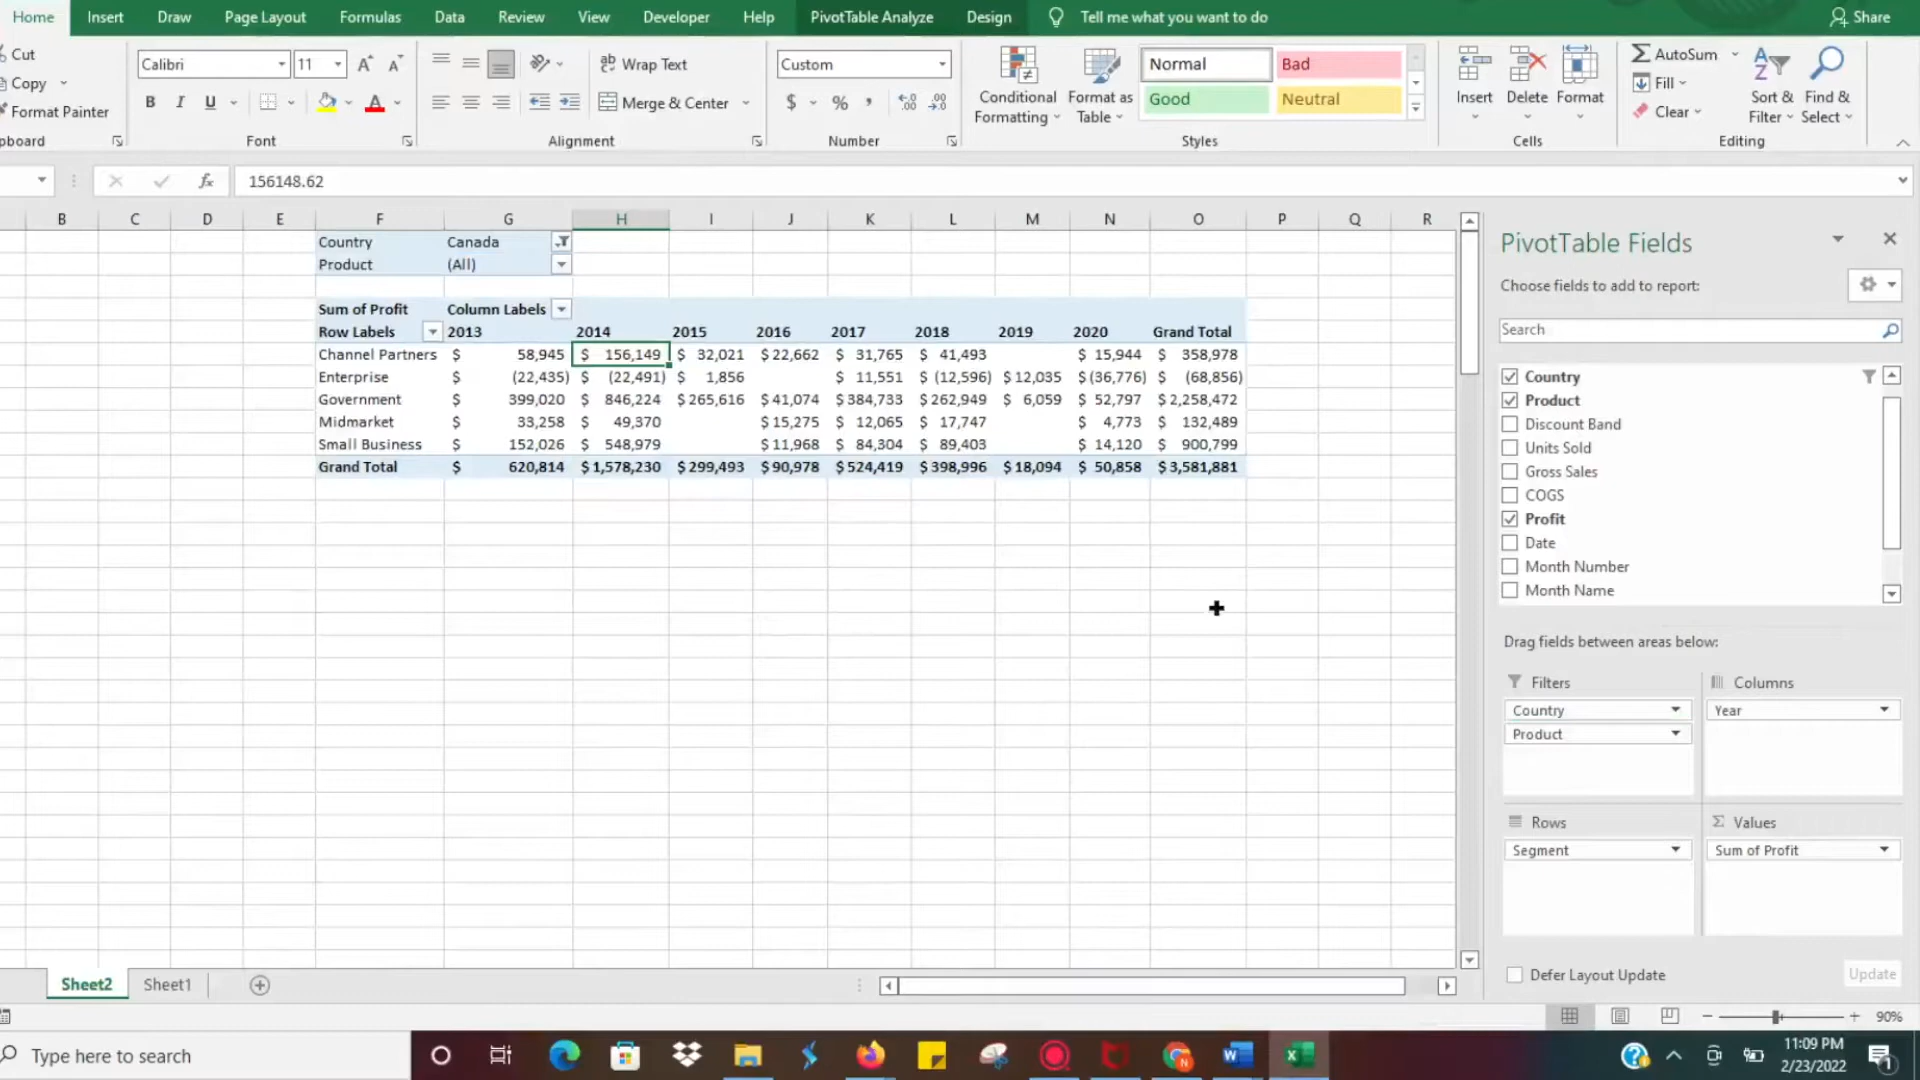 Home Insert Draw Page Layout Formulas Data Review View Developer Help PivotTable Analyze Design Tell me what you want to do Share
Cut
Copy
Format Painter
Calibri 11
B I U
Font
Wrap Text
Merge & Center
Alignment
Custom
$ % ,
Number
Conditional Formatting
Format as Table
Normal Bad
Good Neutral
Styles
Insert Delete Format
Cells
AutoSum
Fill
Clear
Sort & Filter
Find & Select
Editing
fx 156148.62
B C D E F G H I J K L M N O P Q R
Country Canada
Product (All)
Sum of Profit Column Labels
Row Labels 2013 2014 2015 2016 2017 2018 2019 2020 Grand Total
Channel Partners $ 58,945 $ 156,149 $ 32,021 $ 22,662 $ 31,765 $ 41,493 $ 15,944 $ 358,978
Enterprise $ (22,435) $ (22,491) $ 1,856 $ 11,551 $ (12,596) $ 12,035 $ (36,776) $ (68,856)
Government $ 399,020 $ 846,224 $ 265,616 $ 41,074 $ 384,733 $ 262,949 $ 6,059 $ 52,797 $ 2,258,472
Midmarket $ 33,258 $ 49,370 $ 15,275 $ 12,065 $ 17,747 $ 4,773 $ 132,489
Small Business $ 152,026 $ 548,979 $ 11,968 $ 84,304 $ 89,403 $ 14,120 $ 900,799
Grand Total $ 620,814 $ 1,578,230 $ 299,493 $ 90,978 $ 524,419 $ 398,996 $ 18,094 $ 50,858 $ 3,581,881
PivotTable Fields
Choose fields to add to report:
Search
Country
Product
Discount Band
Units Sold
Gross Sales
COGS
Profit
Date
Month Number
Month Name
Drag fields between areas below:
Filters Columns
Country Year
Product
Rows Values
Segment Sum of Profit
Defer Layout Update Update
Sheet2 Sheet1
90%
Type here to search
11:09 PM
2/23/2022